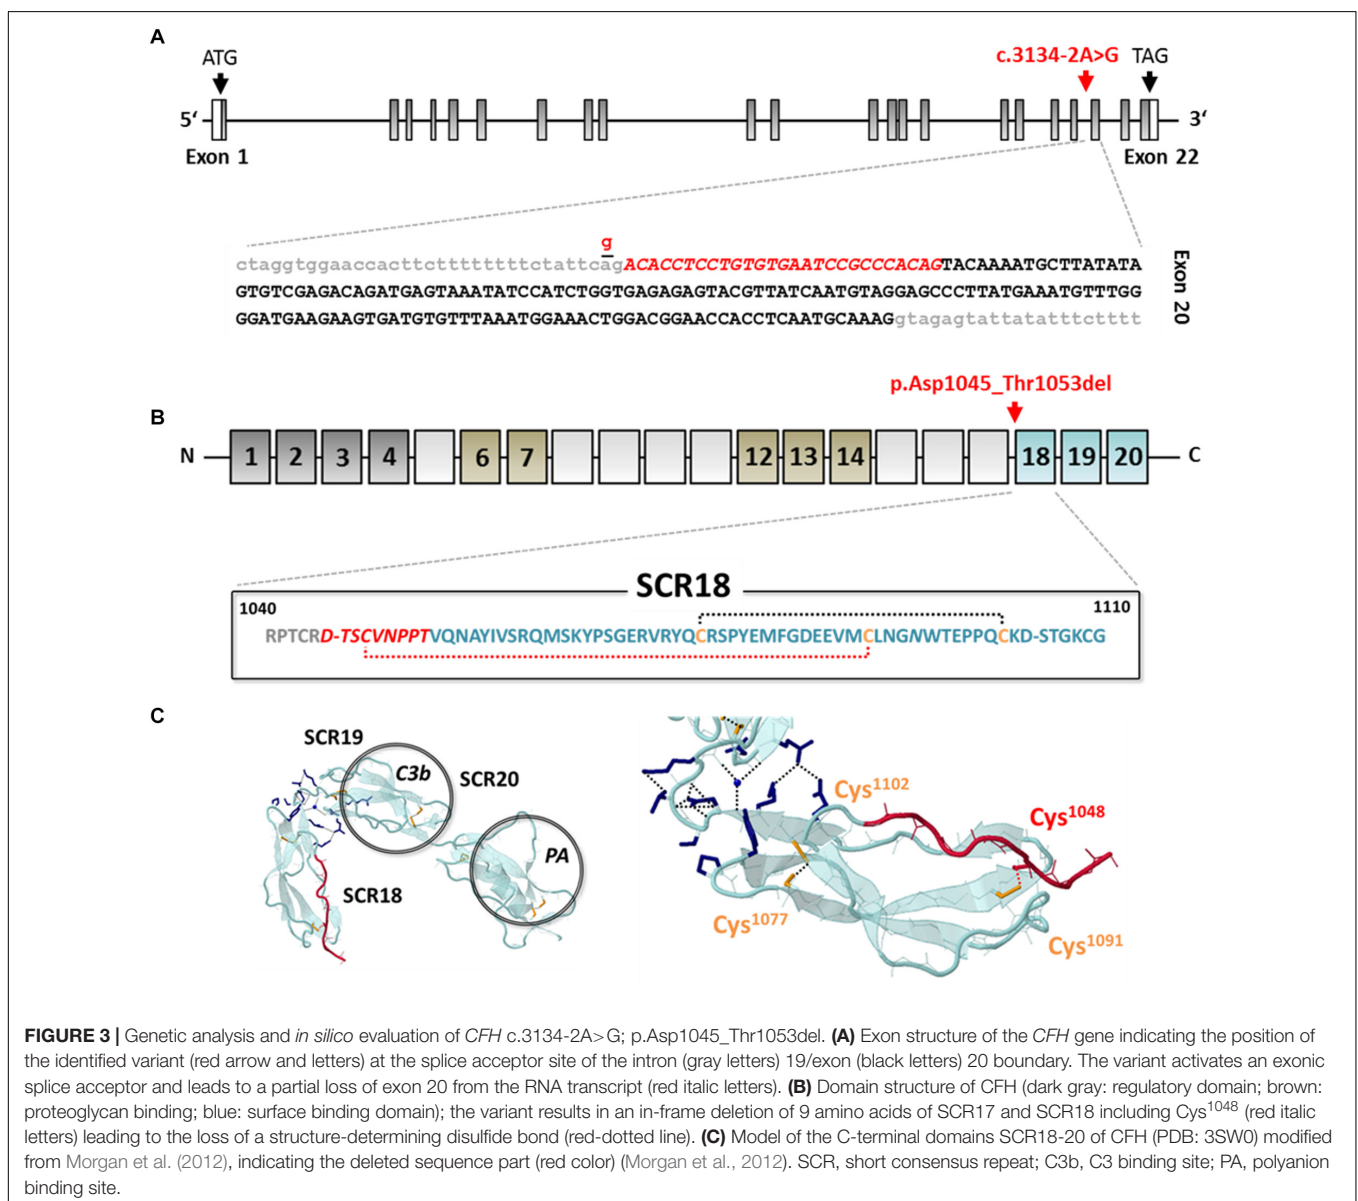 A
ATG
c.3134-2A>G TAG
5‘
3‘
Exon 1
Exon 22
g
ctaggtggaaccacttcttttttttctattcagACACCTCCTGTGTGAATCCGCCCACAGTACAAAATGCTTATATA
GTGTCGAGACAGATGAGTAAATATCCATCTGGTGAGAGAGTACGTTATCAATGTAGGAGCCCTTATGAAATGTTTGG
GGATGAAGAAGTGATGTGTTTAAATGGAAACTGGACGGAACCACCTCAATGCAAAGgtagagtattatatttctttt
Exon 20
p.Asp1045_Thr1053del
B
N 1 2 3 4 6 7 12 13 14 18 19 20 C
SCR18
1040
1110
RPTCRD-TSCVNPPTVQNAYIVSRQMSKYPSGERVRYQCRSPYEMFGDEEVMCLNGNWTEPPQCKD-STGKCG
C
SCR19
C3b
SCR20
PA
SCR18
Cys1102
Cys1048
Cys1077
Cys1091
FIGURE 3 | Genetic analysis and in silico evaluation of CFH c.3134-2A>G; p.Asp1045_Thr1053del. (A) Exon structure of the CFH gene indicating the position of
the identified variant (red arrow and letters) at the splice acceptor site of the intron (gray letters) 19/exon (black letters) 20 boundary. The variant activates an exonic
splice acceptor and leads to a partial loss of exon 20 from the RNA transcript (red italic letters). (B) Domain structure of CFH (dark gray: regulatory domain; brown:
proteoglycan binding; blue: surface binding domain); the variant results in an in-frame deletion of 9 amino acids of SCR17 and SCR18 including Cys1048 (red italic
letters) leading to the loss of a structure-determining disulfide bond (red-dotted line). (C) Model of the C-terminal domains SCR18-20 of CFH (PDB: 3SW0) modified
from Morgan et al. (2012), indicating the deleted sequence part (red color) (Morgan et al., 2012). SCR, short consensus repeat; C3b, C3 binding site; PA, polyanion
binding site.